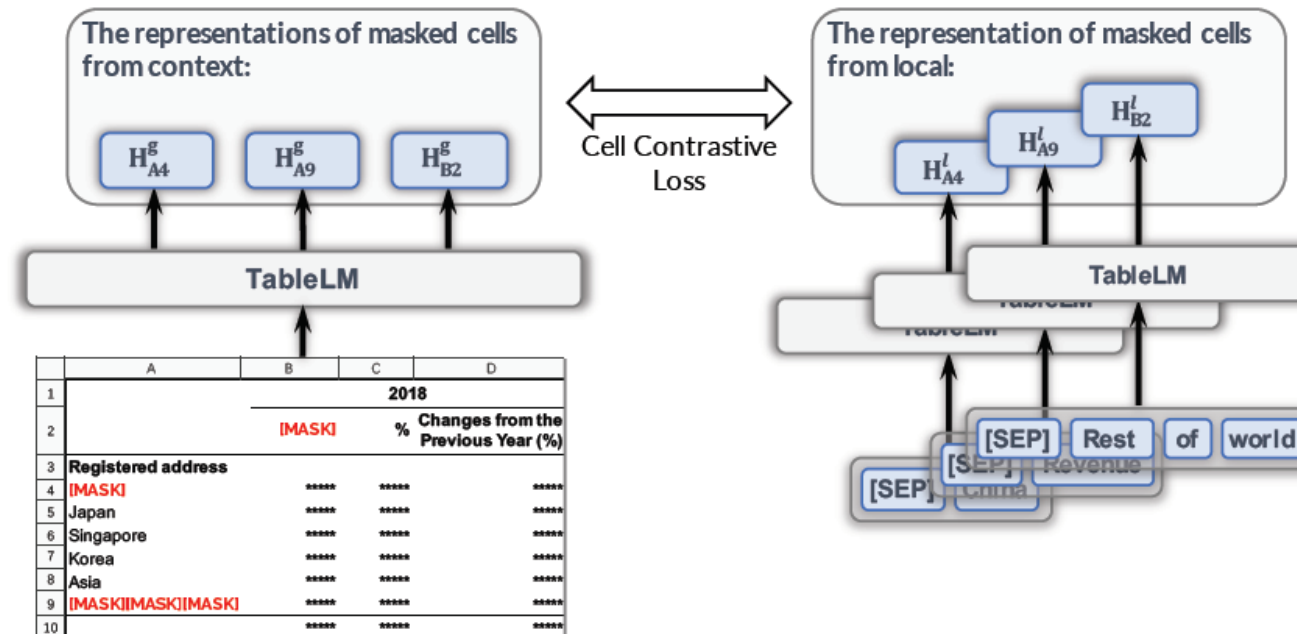 The representations of masked cells
from context:
H^g_A4 H^g_A9 H^g_B2
TableLM
A B C D
1 2018
2 [MASK] % Changes from the
Previous Year (%)
3 Registered address
4 [MASK] ***** ***** *****
5 Japan ***** ***** *****
6 Singapore ***** ***** *****
7 Korea ***** ***** *****
8 Asia ***** ***** *****
9 [MASK][MASK][MASK] ***** ***** *****
10 ***** ***** *****
Cell Contrastive
Loss
The representation of masked cells
from local:
H^l_B2
H^l_A9
H^l_A4
TableLM
TableLM
TableLM
[SEP] Rest of world
[SEP] Revenue
[SEP] China